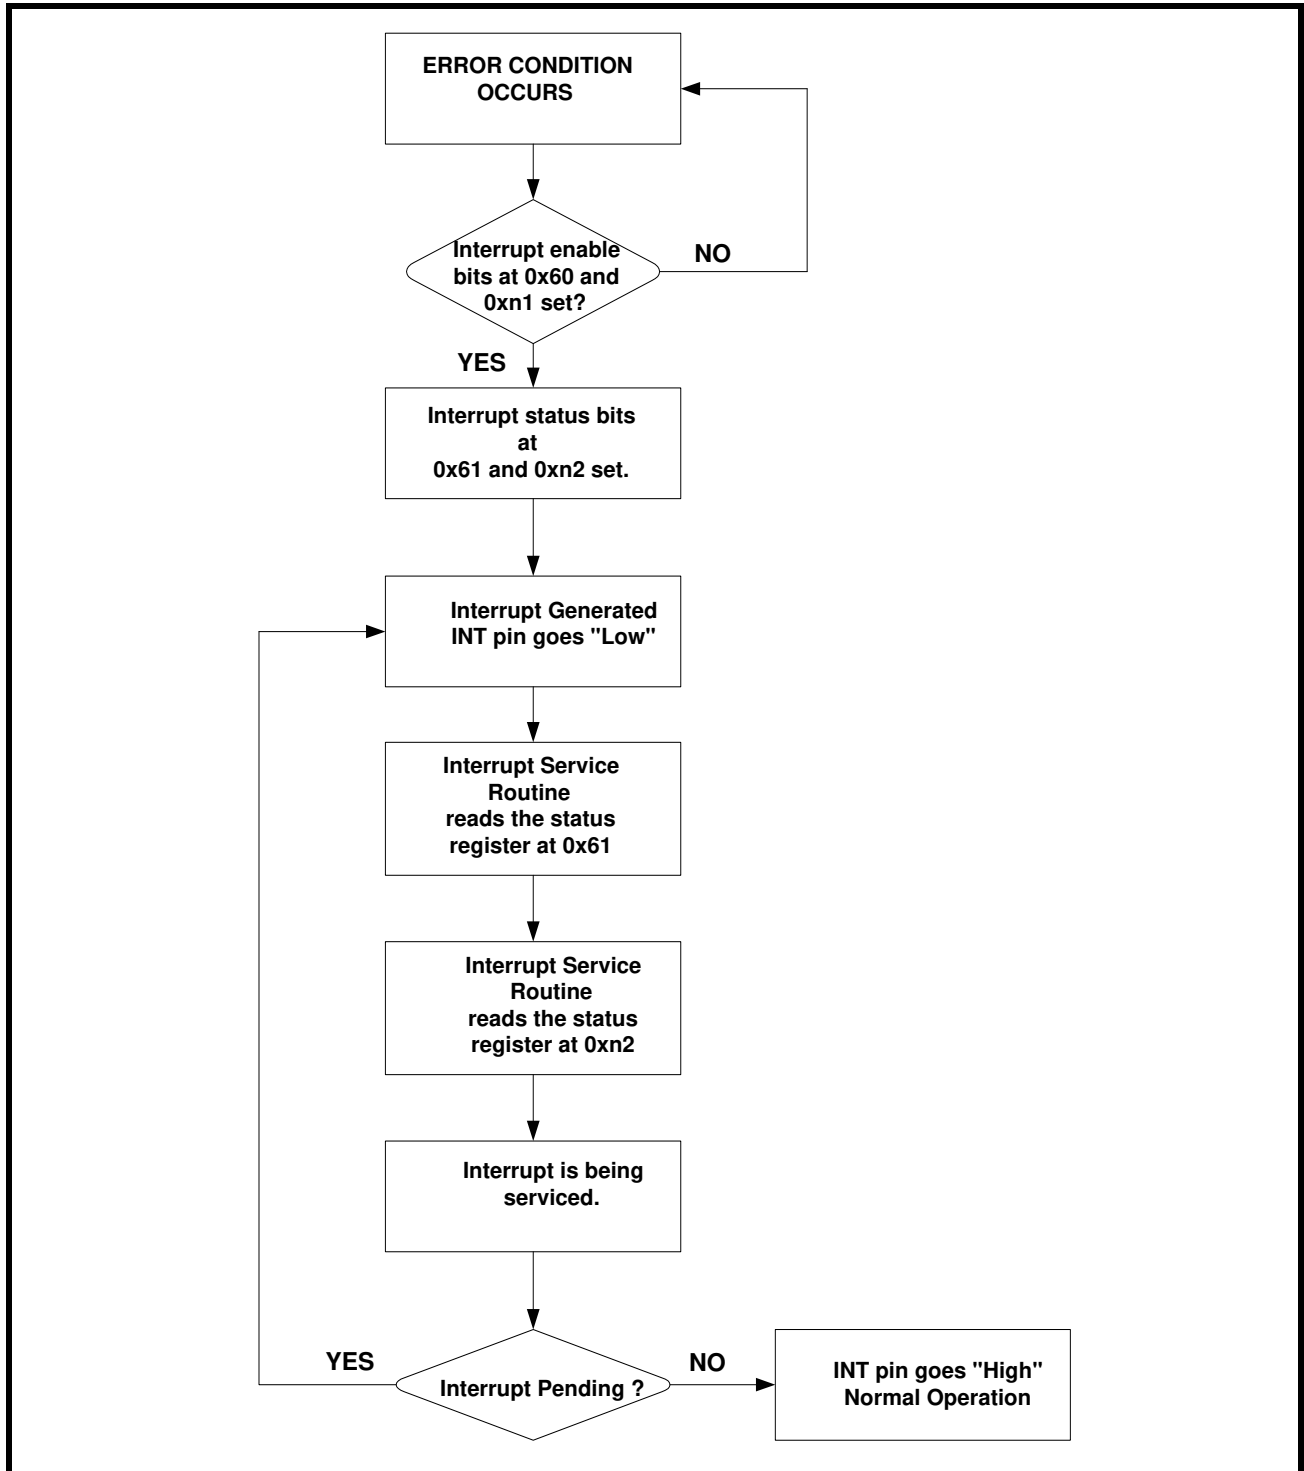 ERROR CONDITION
OCCURS
Interrupt enable
bits at 0x60 and
0xn1 set?
NO
YES
Interrupt status bits
at
0x61 and 0xn2 set.
Interrupt Generated
INT pin goes "Low"
Interrupt Service
Routine
reads the status
register at 0x61
Interrupt Service
Routine
reads the status
register at 0xn2
Interrupt is being
serviced.
YES
Interrupt Pending ?
NO
INT pin goes "High"
Normal Operation